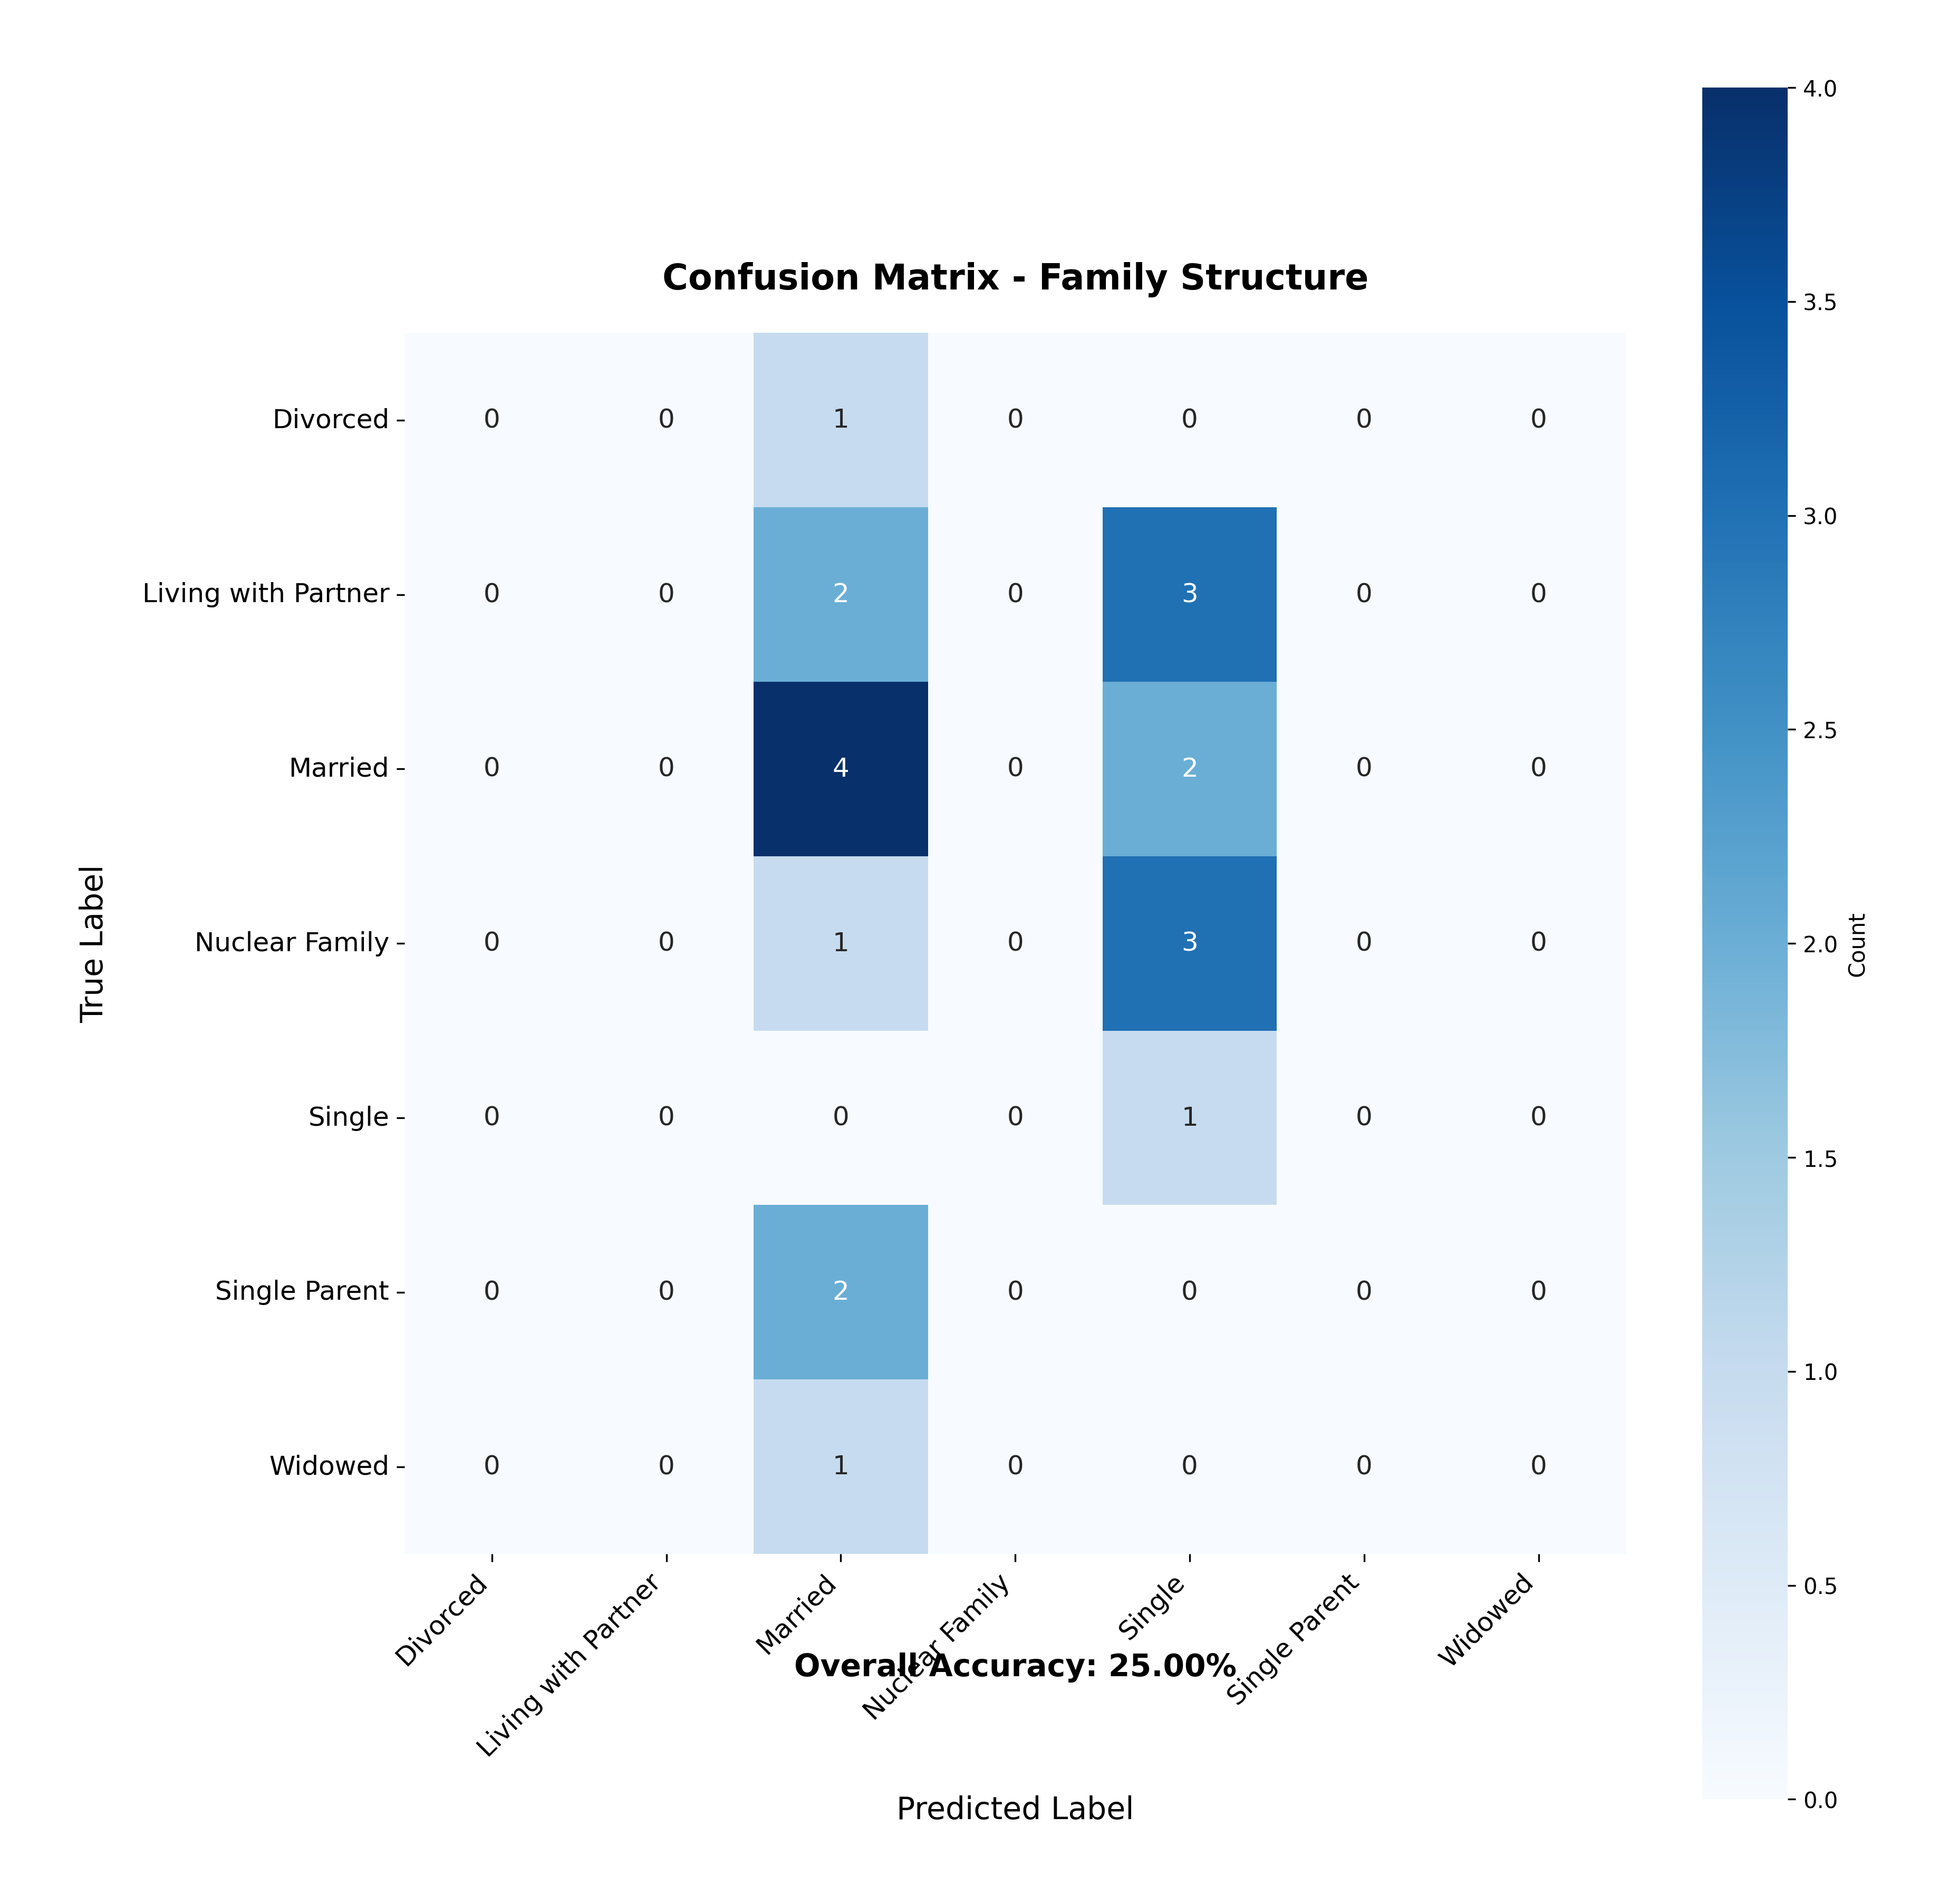 Confusion Matrix - Family Structure
True Label
Divorced 0 0 1 0 0 0 0
Living with Partner 0 0 2 0 3 0 0
Married 0 0 4 0 2 0 0
Nuclear Family 0 0 1 0 3 0 0
Single 0 0 0 0 1 0 0
Single Parent 0 0 2 0 0 0 0
Widowed 0 0 1 0 0 0 0
Divorced
Living with Partner
Married
Nuclear Family
Single
Single Parent
Widowed
Overall Accuracy: 25.00%
Predicted Label
4.0
3.5
3.0
2.5
2.0
1.5
1.0
0.5
0.0
Count